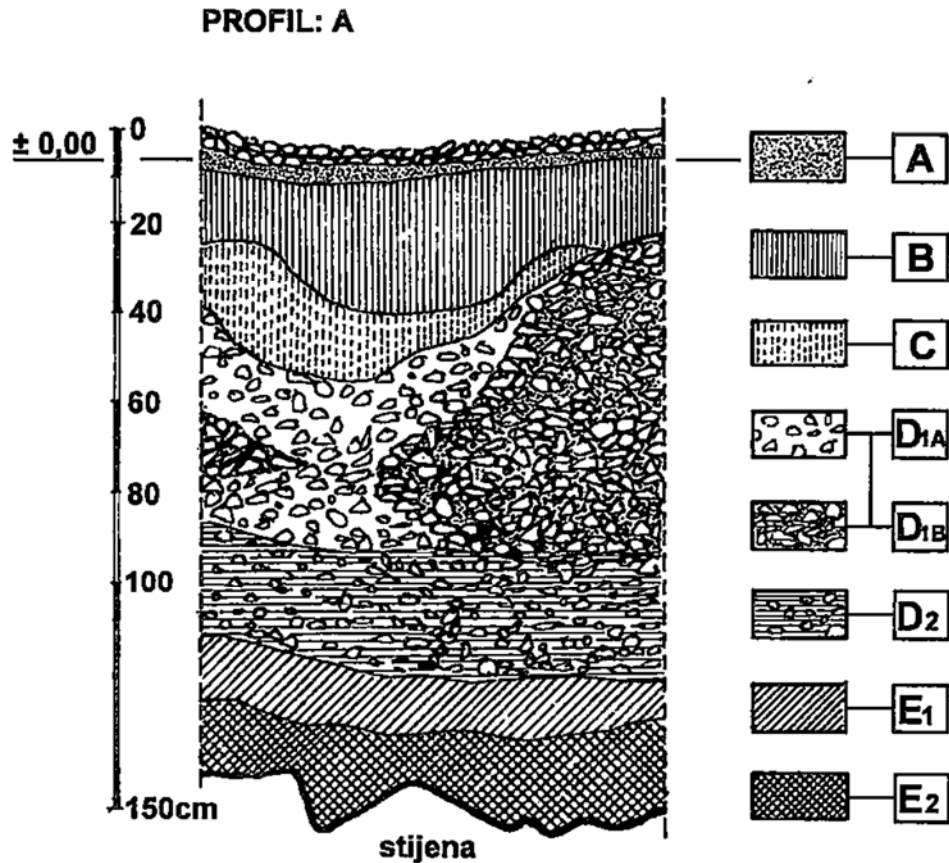 PROFIL: A
± 0,00
0
20
40
60
80
100
150cm
stijena
A
B
C
D1A
D1B
D2
E1
E2